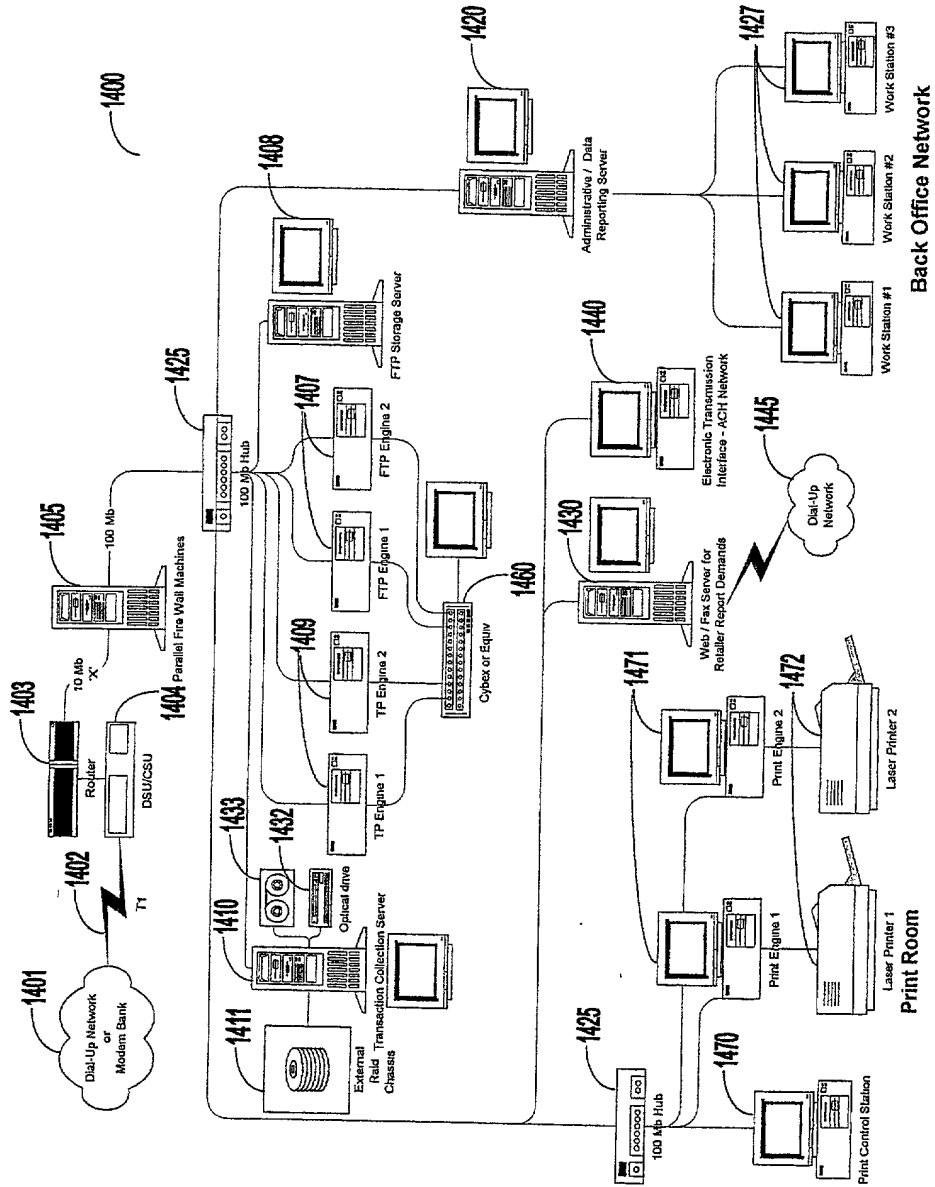 1400
1401
Dial-Up Network
or
Modem Bank
1402
T1
1403
Router
DSU/CSU
1404
10 Mb
'X'
1405
Parallel Fire Wall Machines
100 Mb
1425
100 Mb Hub
1408
FTP Storage Server
1420
Administrative / Data
Reporting Server
1407
FTP Engine 1
FTP Engine 2
1409
TP Engine 1
TP Engine 2
1460
Cybex or Equiv
1433
1432
Optical drive
1410
Transaction Collection Server
1411
External
Raid
Chassis
1427
Work Station #1
Work Station #2
Work Station #3
Back Office Network
1440
Electronic Transmission
Interface - ACH Network
1430
Web / Fax Server for
Retailer Report Demands
1445
Dial-Up
Network
1425
100 Mb Hub
1470
Print Control Station
1471
Print Engine 1
Print Engine 2
1472
Laser Printer 1
Laser Printer 2
Print Room